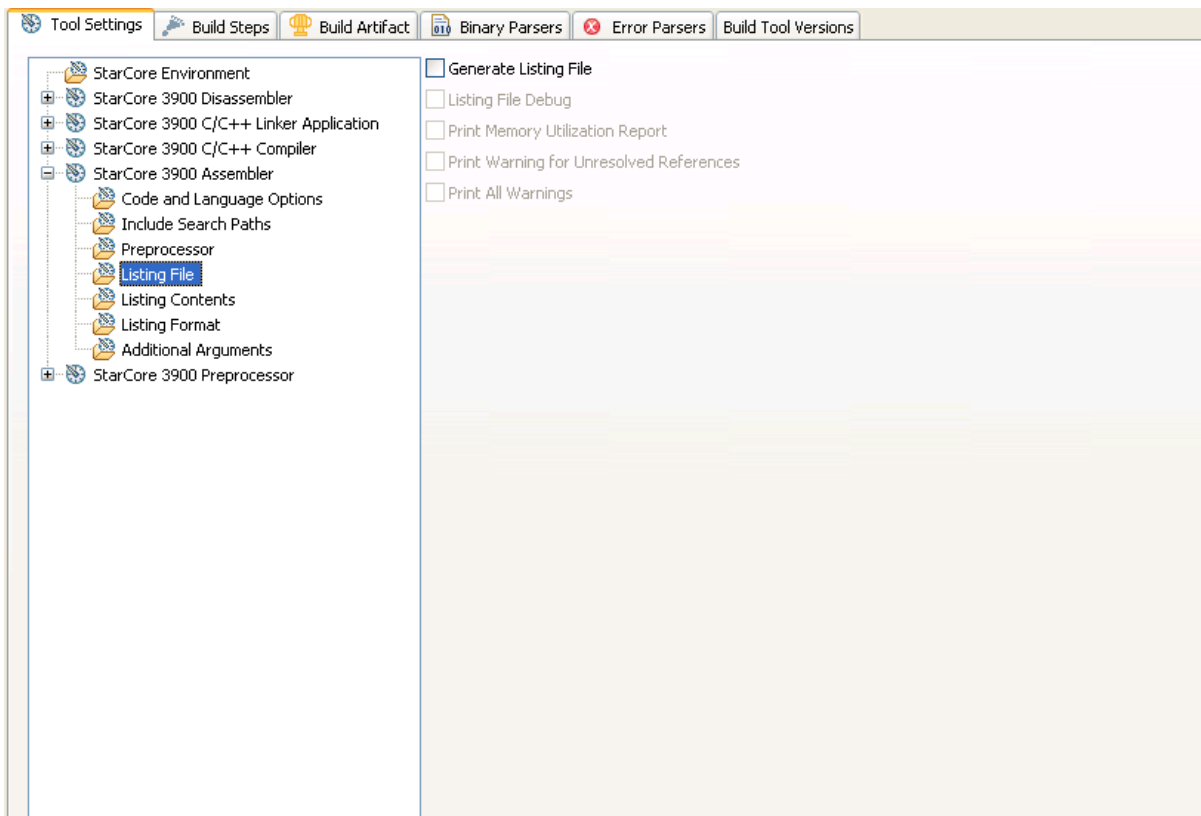 Tool Settings Build Steps Build Artifact Binary Parsers Error Parsers Build Tool Versions
StarCore Environment
StarCore 3900 Disassembler
StarCore 3900 C/C++ Linker Application
StarCore 3900 C/C++ Compiler
StarCore 3900 Assembler
Code and Language Options
Include Search Paths
Preprocessor
Listing File
Listing Contents
Listing Format
Additional Arguments
StarCore 3900 Preprocessor
Generate Listing File
Listing File Debug
Print Memory Utilization Report
Print Warning for Unresolved References
Print All Warnings